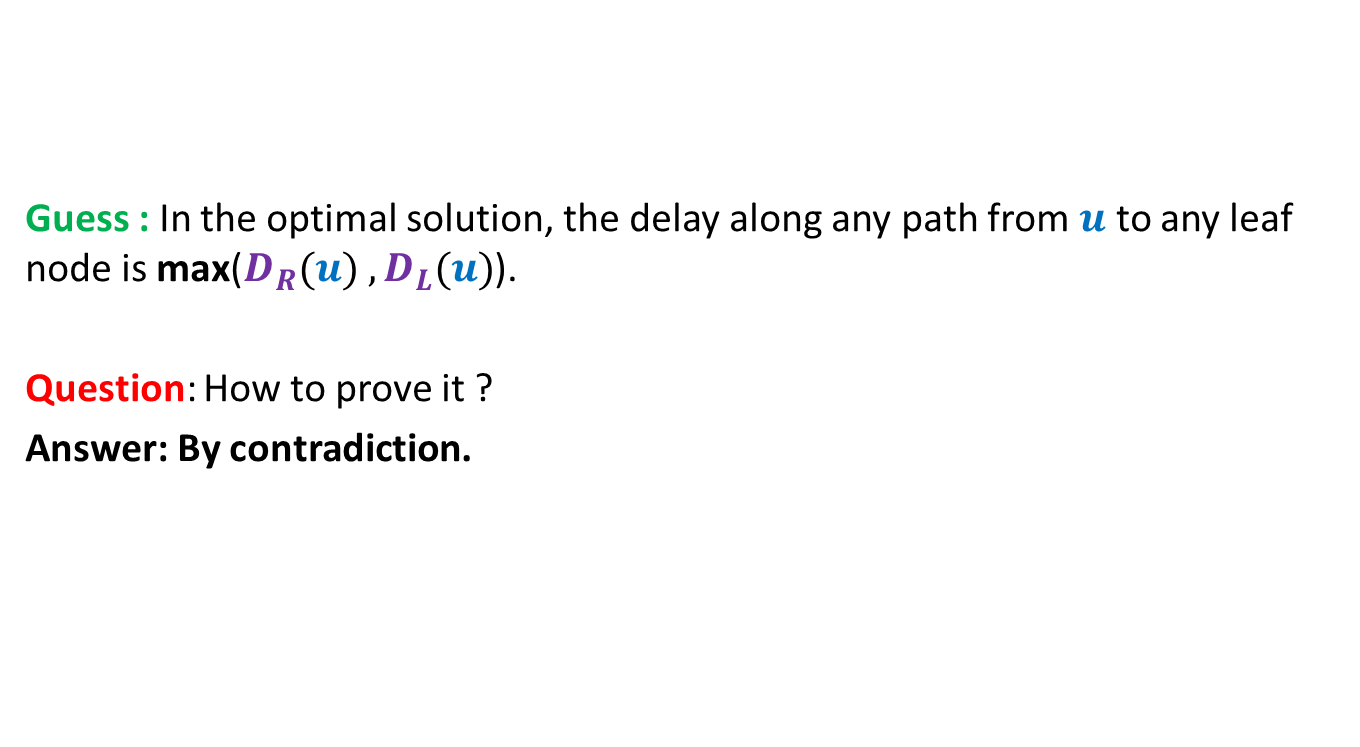 Guess : In the optimal solution, the delay along any path from u to any leaf
node is max(D_R(u) , D_L(u)).
Question: How to prove it ?
Answer: By contradiction.